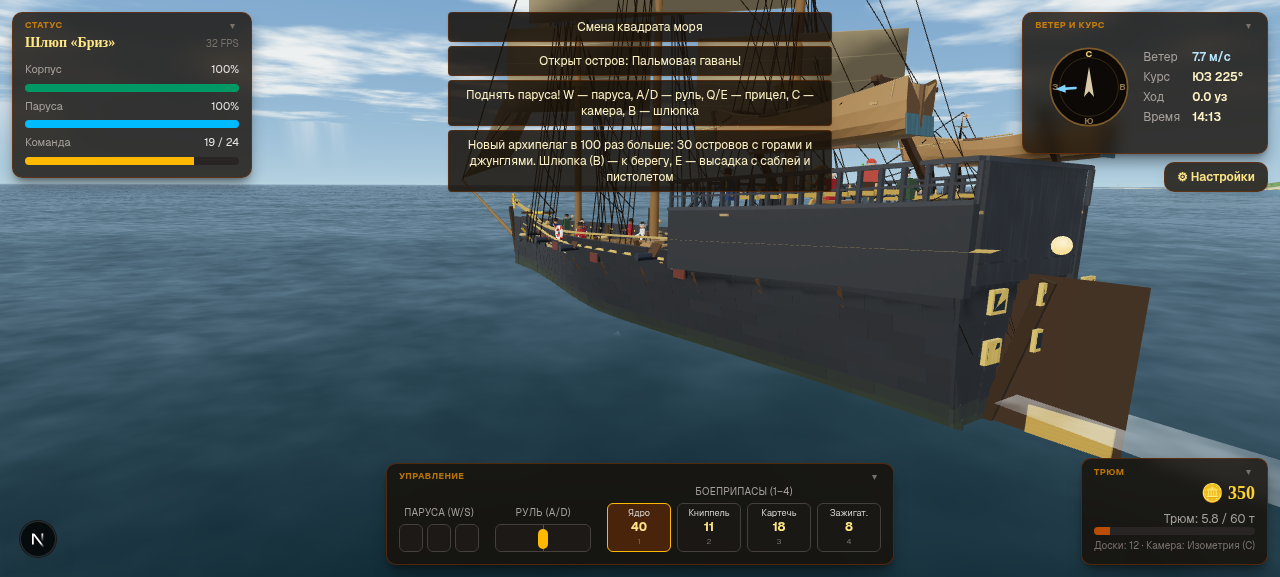 СТАТУС
Шлюп «Бриз» 32 FPS
Корпус 100%
Паруса 100%
Команда 19 / 24
Смена квадрата моря
Открыт остров: Пальмовая гавань!
Поднять паруса! W — паруса, A/D — руль, Q/E — прицел, C —
камера, B — шлюпка
Новый архипелаг в 100 раз больше: 30 островов с горами и
джунглями. Шлюпка (B) — к берегу, E — высадка с саблей и
пистолетом
ВЕТЕР И КУРС
С
З В
Ю
Ветер 7.7 м/с
Курс ЮЗ 225°
Ход 0.0 уз
Время 14:13
⚙ Настройки
УПРАВЛЕНИЕ
ПАРУСА (W/S)
РУЛЬ (A/D)
БОЕПРИПАСЫ (1–4)
Ядро 40 1
Книппель 11 2
Картечь 18 3
Зажигат. 8 4
ТРЮМ
350
Трюм: 5.8 / 60 т
Доски: 12 · Камера: Изометрия (C)
N